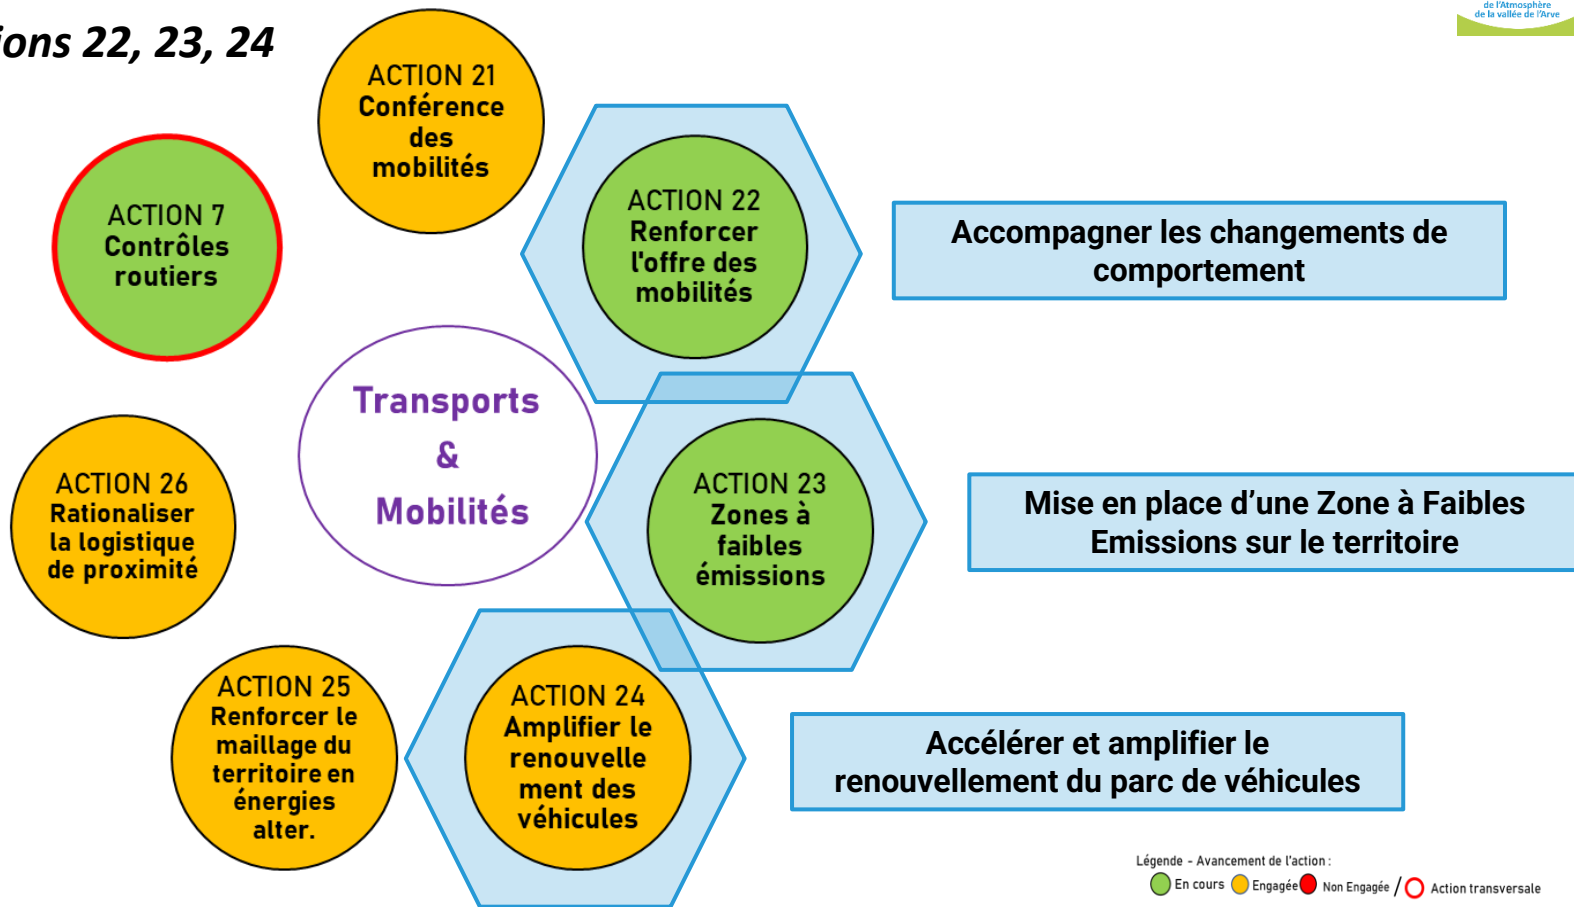 ions 22, 23, 24
de l'Atmosphère
de la vallée de l'Arve
ACTION 21
Conférence
des
mobilités
ACTION 7
Contrôles
routiers
ACTION 22
Renforcer
l'offre des
mobilités
Accompagner les changements de
comportement
Transports
&
Mobilités
ACTION 26
Rationaliser
la logistique
de proximité
ACTION 23
Zones à
faibles
émissions
Mise en place d’une Zone à Faibles
Emissions sur le territoire
ACTION 25
Renforcer le
maillage du
territoire en
énergies
alter.
ACTION 24
Amplifier le
renouvelle
ment des
véhicules
Accélérer et amplifier le
renouvellement du parc de véhicules
Légende - Avancement de l'action :
En cours Engagée Non Engagée / Action transversale